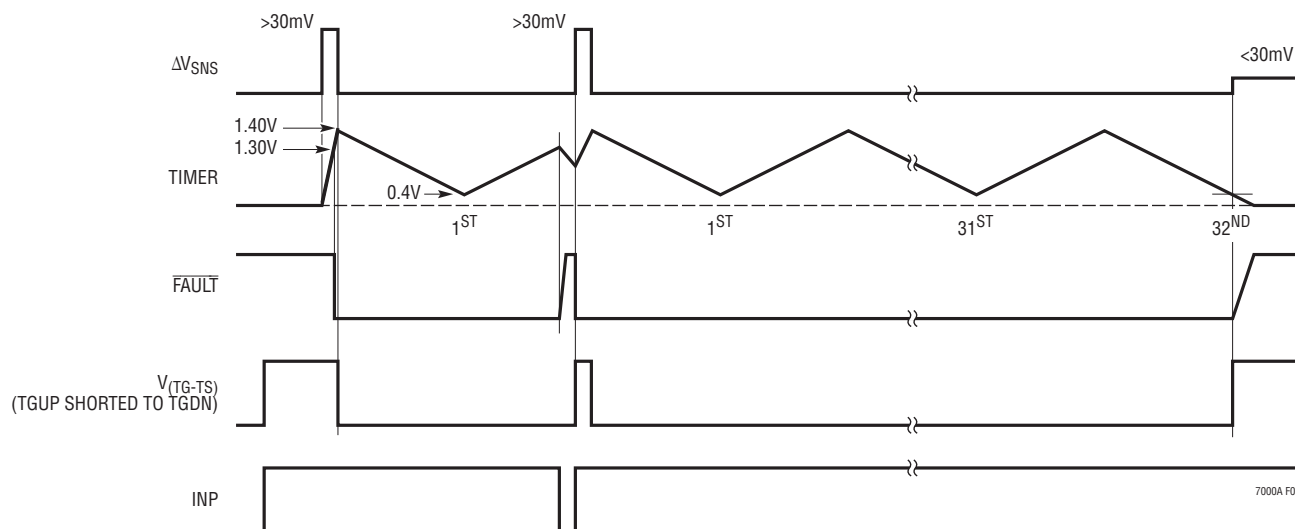 >30mV
>30mV
<30mV
ΔVSNS
1.40V
1.30V
TIMER
0.4V
1ST
1ST
31ST
32ND
FAULT
V(TG-TS)
(TGUP SHORTED TO TGDN)
INP
7000A F0